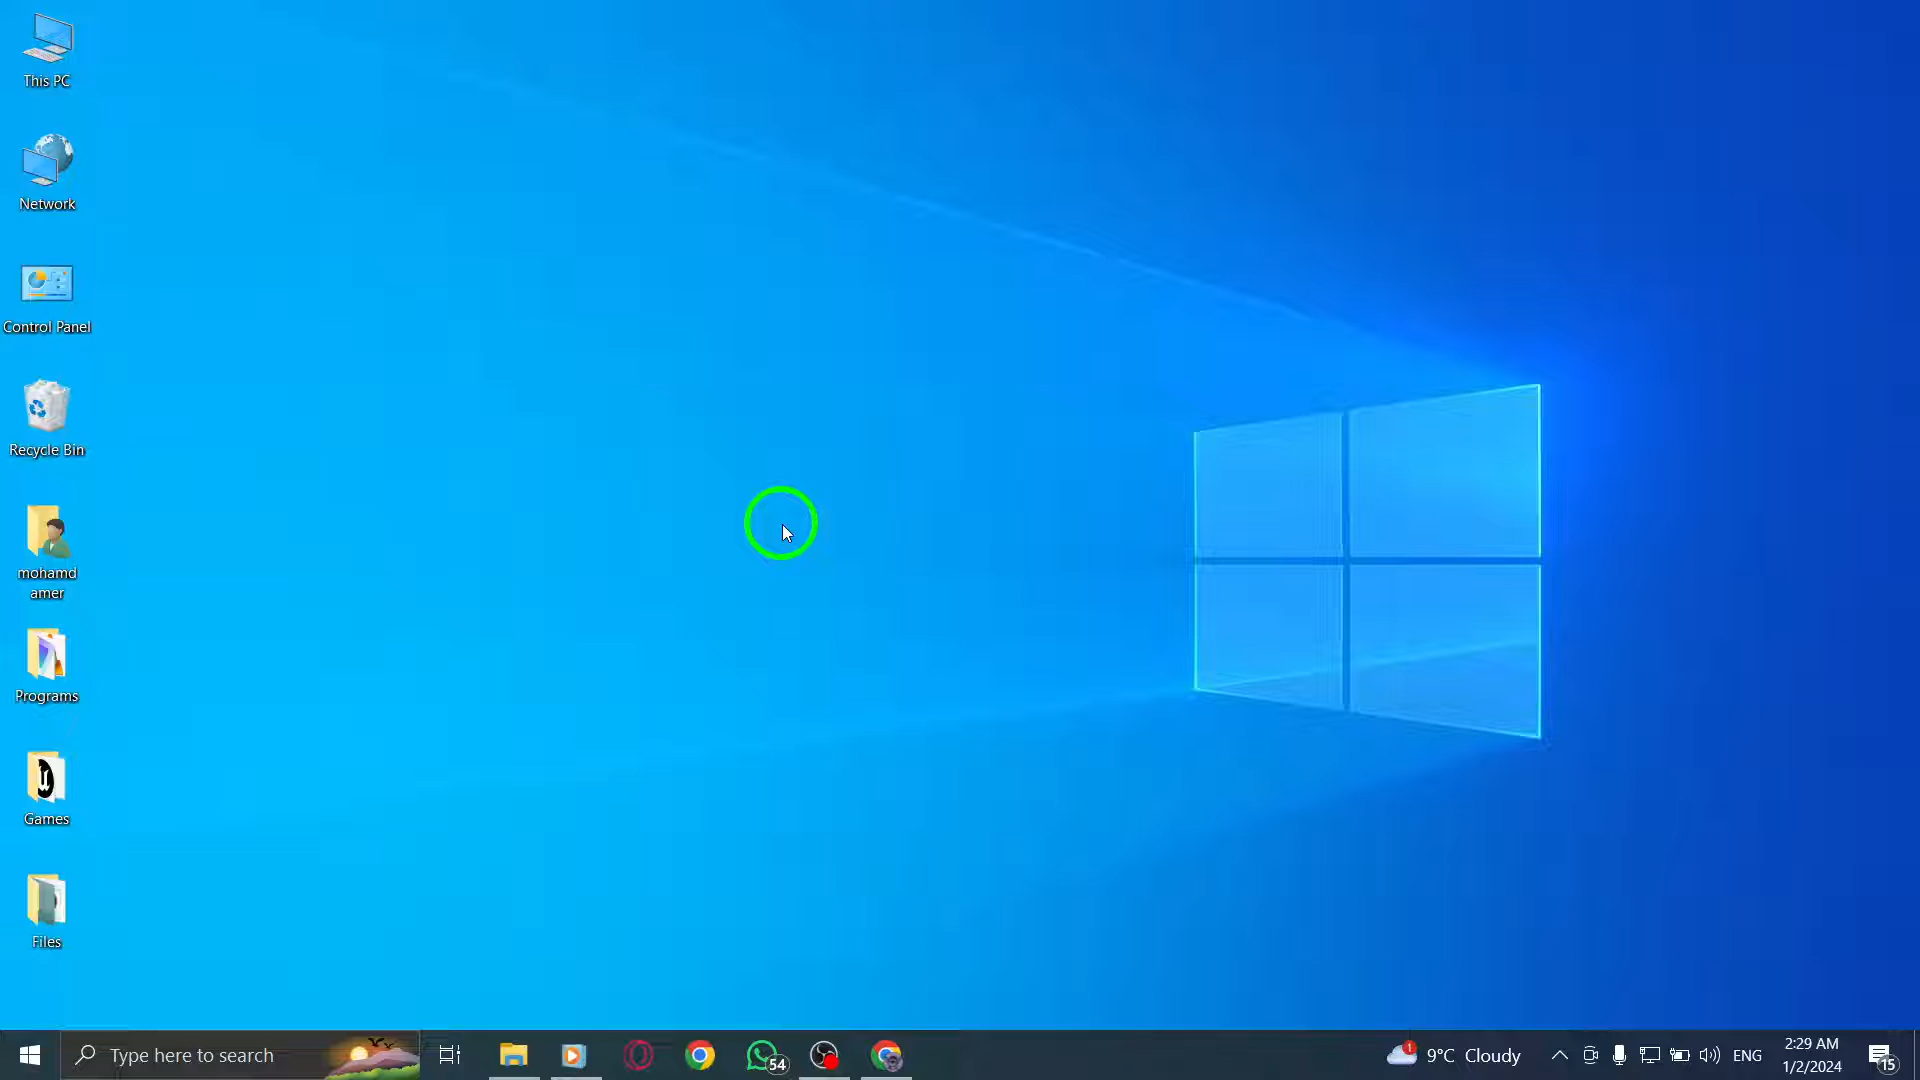 This PC
Network
Control Panel
Recycle Bin
mohamd
amer
Programs
Games
Files
Type here to search
54
1
9°C Cloudy
ENG
2:29 AM
1/2/2024
15